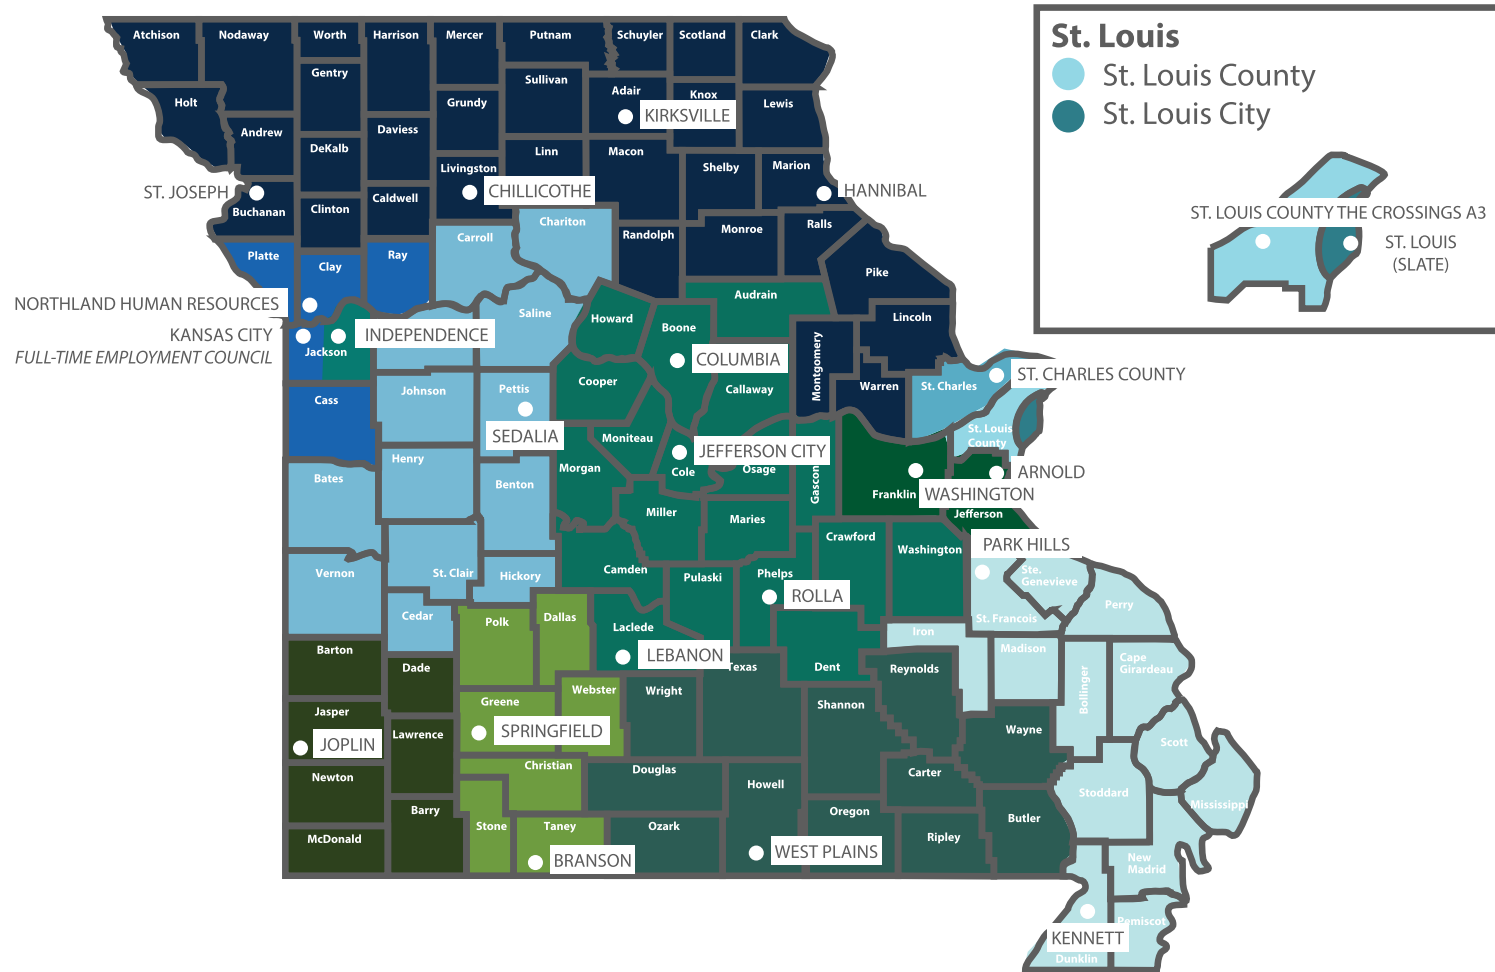 Atchison
Nodaway
Worth
Harrison
Mercer
Putnam
Schuyler
Scotland
Clark
St. Louis
St. Louis County
St. Louis City
Gentry
Sullivan
Adair
Knox
Holt
Grundy
Lewis
KIRKSVILLE
Andrew
Daviess
DeKalb
Linn
Macon
Livingston
Shelby
Marion
ST. JOSEPH
CHILLICOTHE
HANNIBAL
Buchanan
Clinton
Caldwell
Chariton
Carroll
Randolph
Monroe
Ralls
ST. LOUIS COUNTY THE CROSSINGS A3
ST. LOUIS
(SLATE)
Platte
Clay
Ray
Pike
NORTHLAND HUMAN RESOURCES
Saline
Howard
Boone
Audrain
Lincoln
KANSAS CITY
FULL-TIME EMPLOYMENT COUNCIL
Jackson
INDEPENDENCE
COLUMBIA
Montgomery
Cass
Johnson
Pettis
Cooper
Callaway
Warren
St. Charles
ST. CHARLES COUNTY
SEDALIA
Moniteau
JEFFERSON CITY
St. Louis
County
Bates
Henry
Benton
Morgan
Cole
Osage
Gascon
Franklin
WASHINGTON
ARNOLD
Jefferson
Miller
Maries
Crawford
Washington
PARK HILLS
Vernon
St. Clair
Hickory
Camden
Pulaski
Phelps
ROLLA
Ste.
Genevieve
Perry
Cedar
Polk
Dallas
Laclede
LEBANON
St. Francois
Iron
Madison
Barton
Dade
Texas
Dent
Reynolds
Bollinger
Cape
Girardeau
Jasper
JOPLIN
Lawrence
Greene
SPRINGFIELD
Webster
Wright
Shannon
Wayne
Scott
Newton
Christian
Douglas
Howell
Carter
Stoddard
Mississippi
McDonald
Barry
Stone
Taney
BRANSON
Ozark
WEST PLAINS
Oregon
Ripley
Butler
New
Madrid
KENNETT
Pemiscot
Dunklin